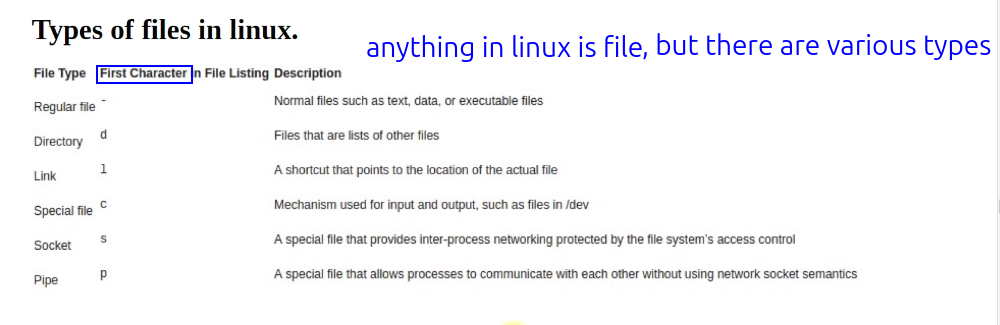 Types of files in linux.
anything in linux is file, but there are various types
File Type First Character n File Listing Description
Regular file - Normal files such as text, data, or executable files
Directory d Files that are lists of other files
Link l A shortcut that points to the location of the actual file
Special file c Mechanism used for input and output, such as files in /dev
Socket s A special file that provides inter-process networking protected by the file system's access control
Pipe p A special file that allows processes to communicate with each other without using network socket semantics